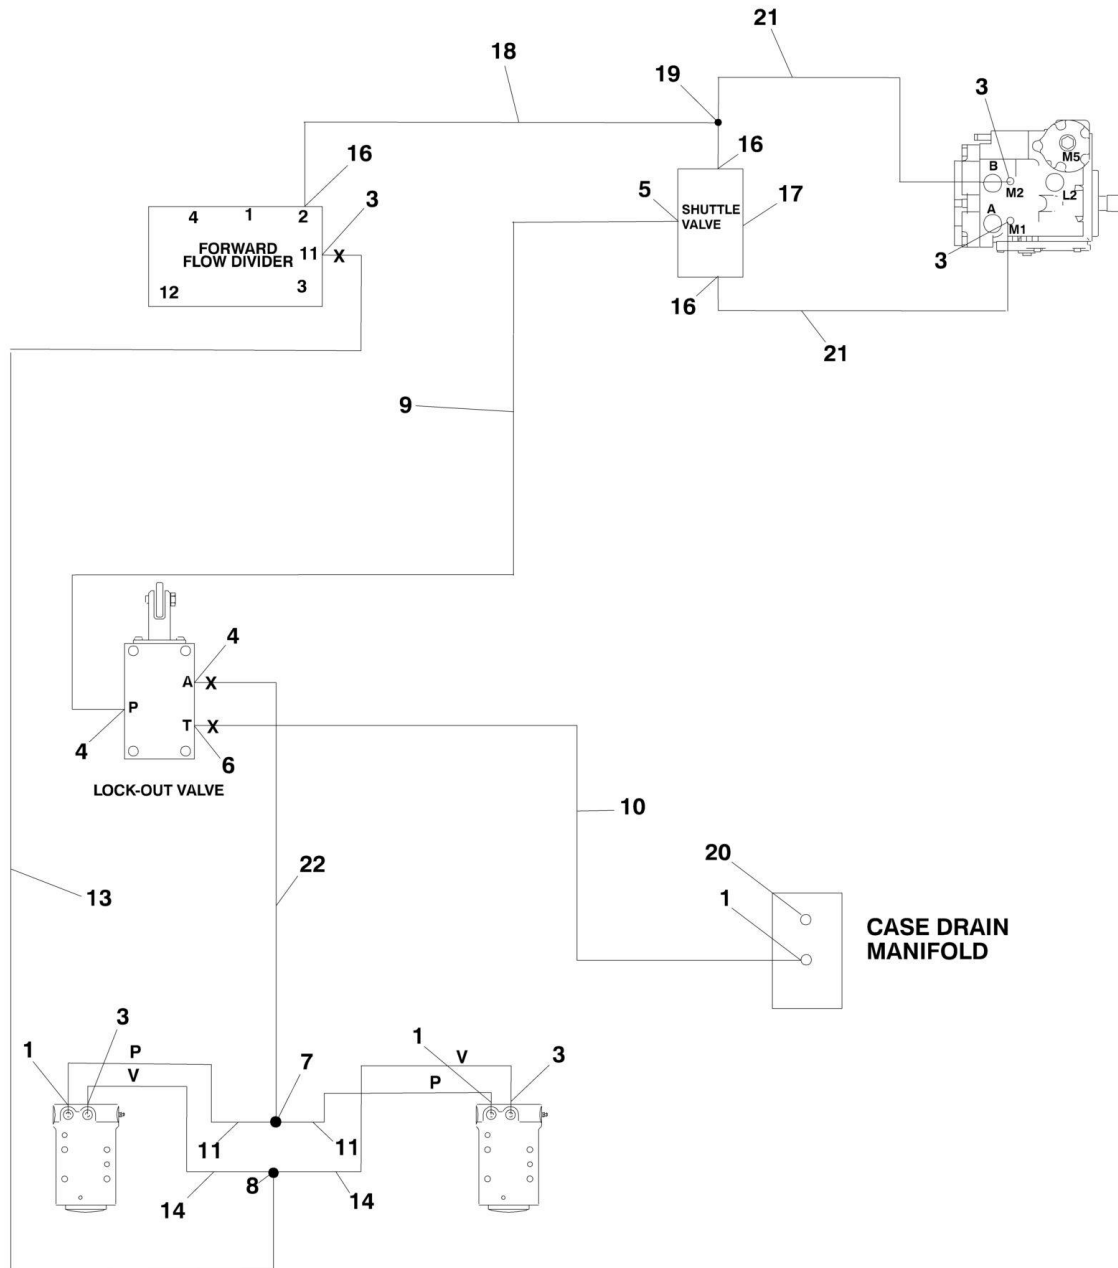 21
18
19
3
16
16
M5
B
3
5
17
4
1
2
SHUTTLE
M2
L2
VALVE
A
FORWARD
11
X
M1
FLOW DIVIDER
3
12
3
16
21
9
4
A
X
P
T
X
4
6
LOCK-OUT VALVE
10
20
22
13
1
CASE DRAIN
MANIFOLD
3
1
1
P
7
V
3
V
P
11
11
8
14
14